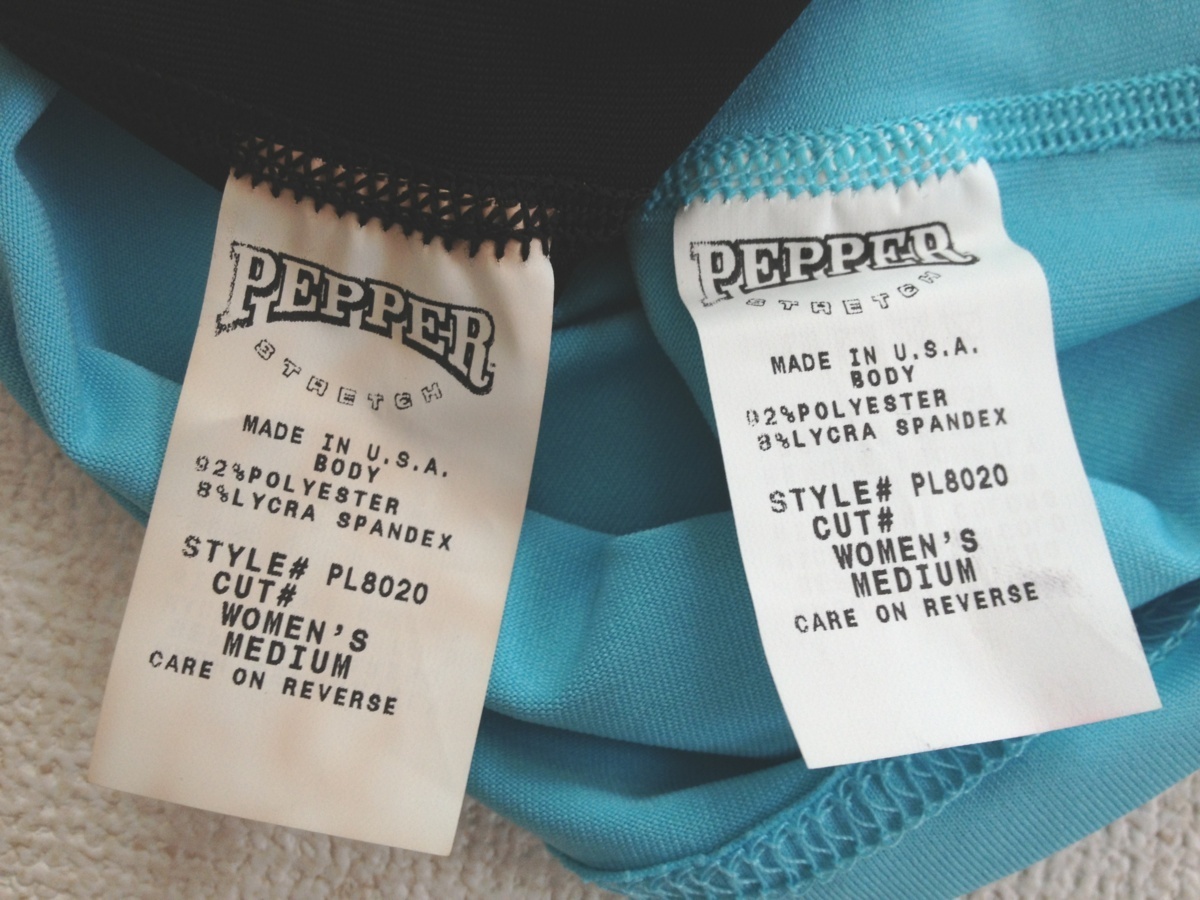 PEPPER
STRETCH
MADE IN U.S.A.
BODY
92%POLYESTER
8%LYCRA SPANDEX
STYLE# PL8020
CUT#
WOMEN'S
MEDIUM
CARE ON REVERSE
PEPPER
STRETCH
MADE IN U.S.A.
BODY
92%POLYESTER
8%LYCRA SPANDEX
STYLE# PL8020
CUT#
WOMEN'S
MEDIUM
CARE ON REVERSE